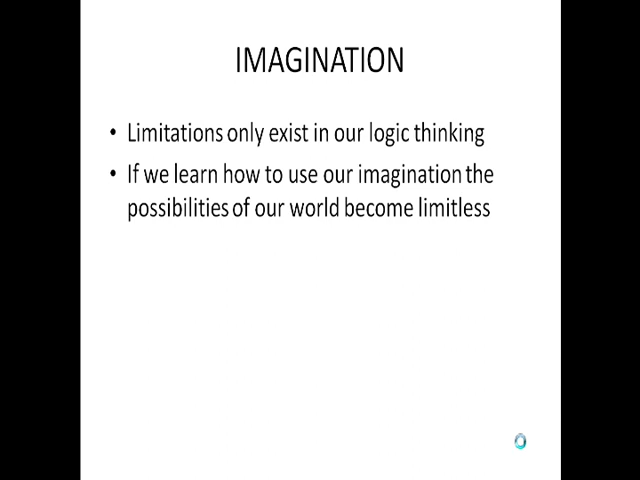 IMAGINATION
• Limitations only exist in our logic thinking
• If we learn how to use our imagination the
possibilities of our world become limitless